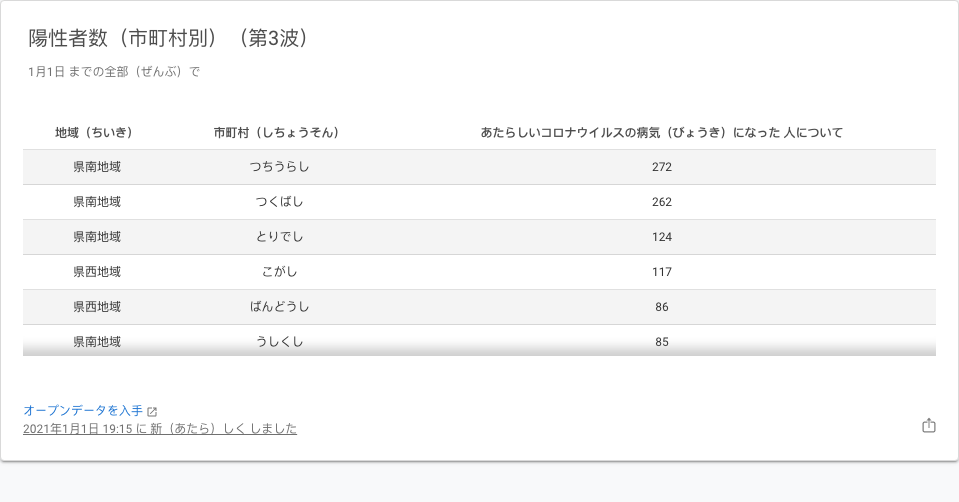 陽性者数（市町村別）（第3波）
1月1日 までの全部（ぜんぶ）で
地域（ちいき） 市町村（しちょうそん） あたらしいコロナウイルスの病気（びょうき）になった 人について
県南地域 つちうらし 272
県南地域 つくばし 262
県南地域 とりでし 124
県西地域 こがし 117
県西地域 ばんどうし 86
県南地域 うしくし 85
オープンデータを入手
2021年1月1日 19:15 に 新（あたら）しく しました